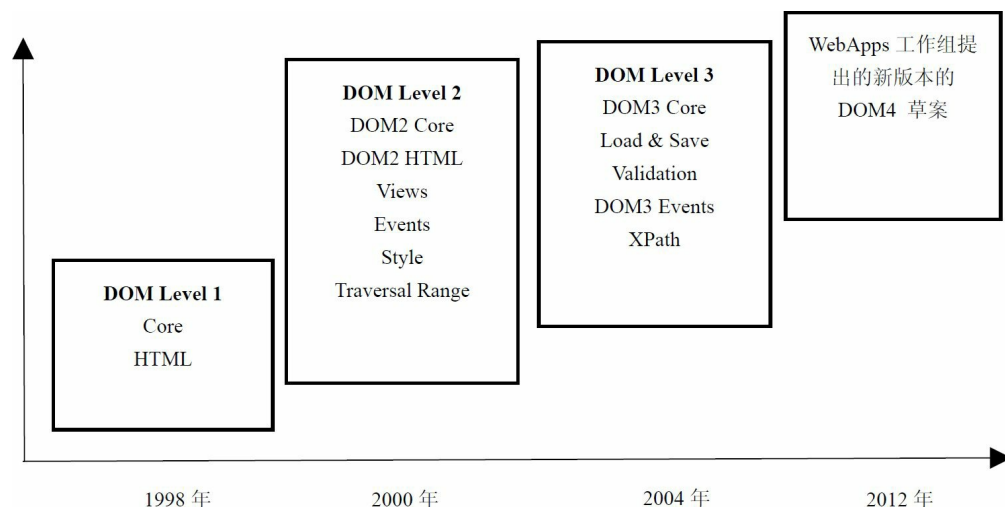 DOM Level 1
Core
HTML
DOM Level 2
DOM2 Core
DOM2 HTML
Views
Events
Style
Traversal Range
DOM Level 3
DOM3 Core
Load & Save
Validation
DOM3 Events
XPath
WebApps 工作组提
出的新版本的
DOM4 草案
1998 年
2000 年
2004 年
2012 年